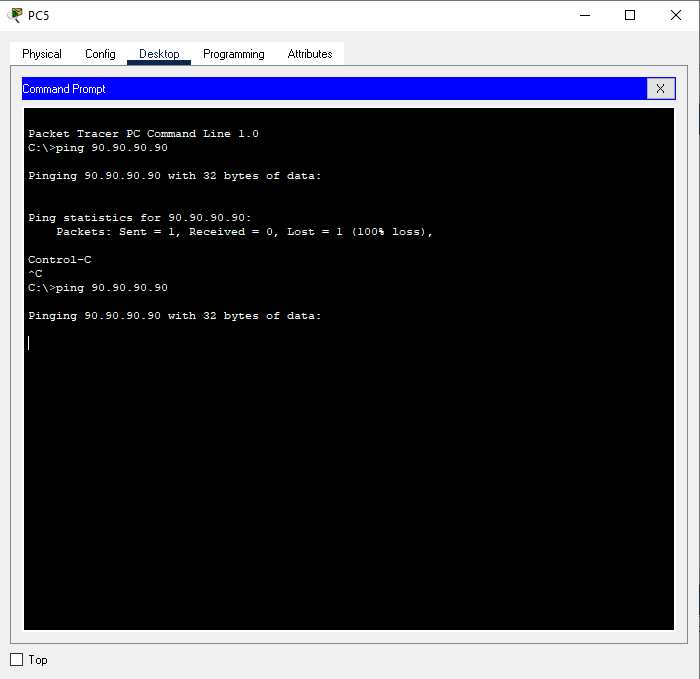 PC5
Physical Config Desktop Programming Attributes
Command Prompt
X
Packet Tracer PC Command Line 1.0
C:\>ping 90.90.90.90
Pinging 90.90.90.90 with 32 bytes of data:
Ping statistics for 90.90.90.90:
Packets: Sent = 1, Received = 0, Lost = 1 (100% loss),
Control-C
^C
C:\>ping 90.90.90.90
Pinging 90.90.90.90 with 32 bytes of data:
Top